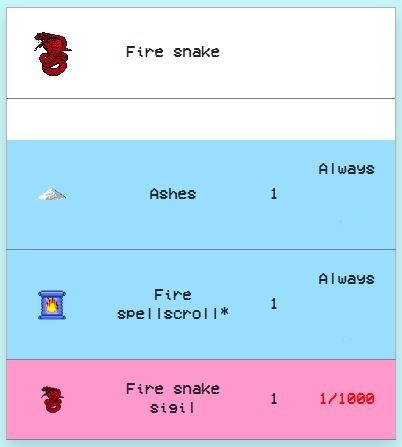 Fire snake
Always
Ashes 1
Always
Fire
spellscroll* 1
Fire snake
sigil 1 1/1000